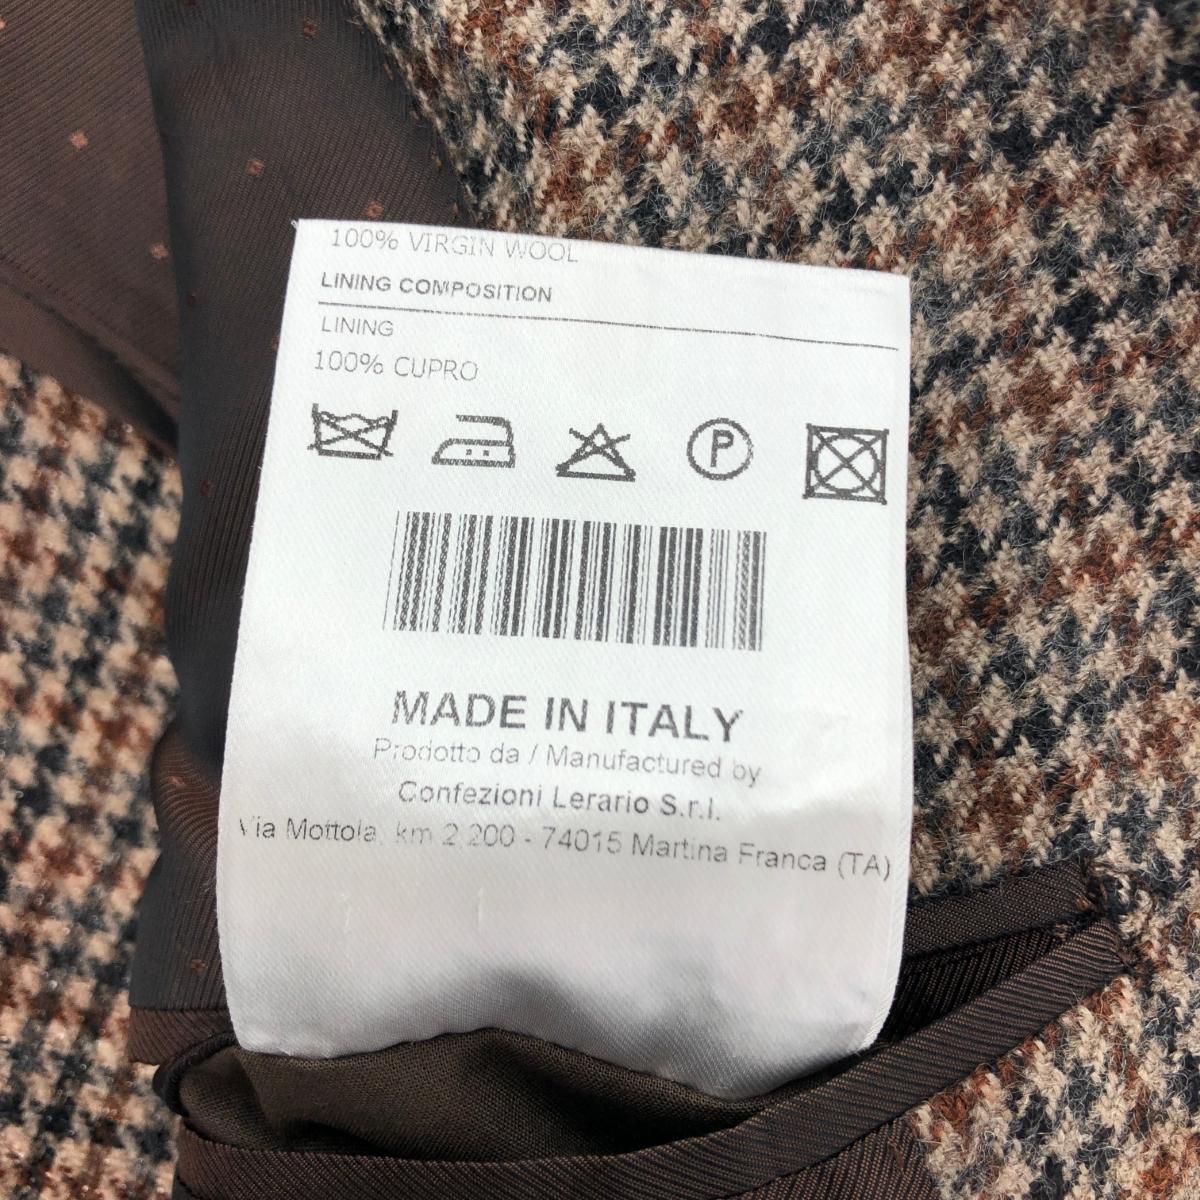 100% VIRGIN WOOL
LINING COMPOSITION
LINING
100% CUPRO
P
MADE IN ITALY
Prodotto da / Manufactured by
Confezioni Lerario S.r.l.
Via Mottola, km 2.200 - 74015 Martina Franca (TA)